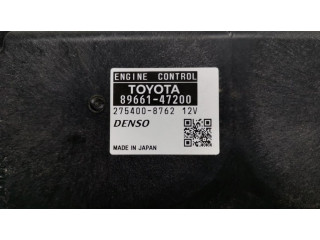 ENGINE CONTROL
TOYOTA
89661-47200
275400-8762 12V
DENSO
MADE IN JAPAN